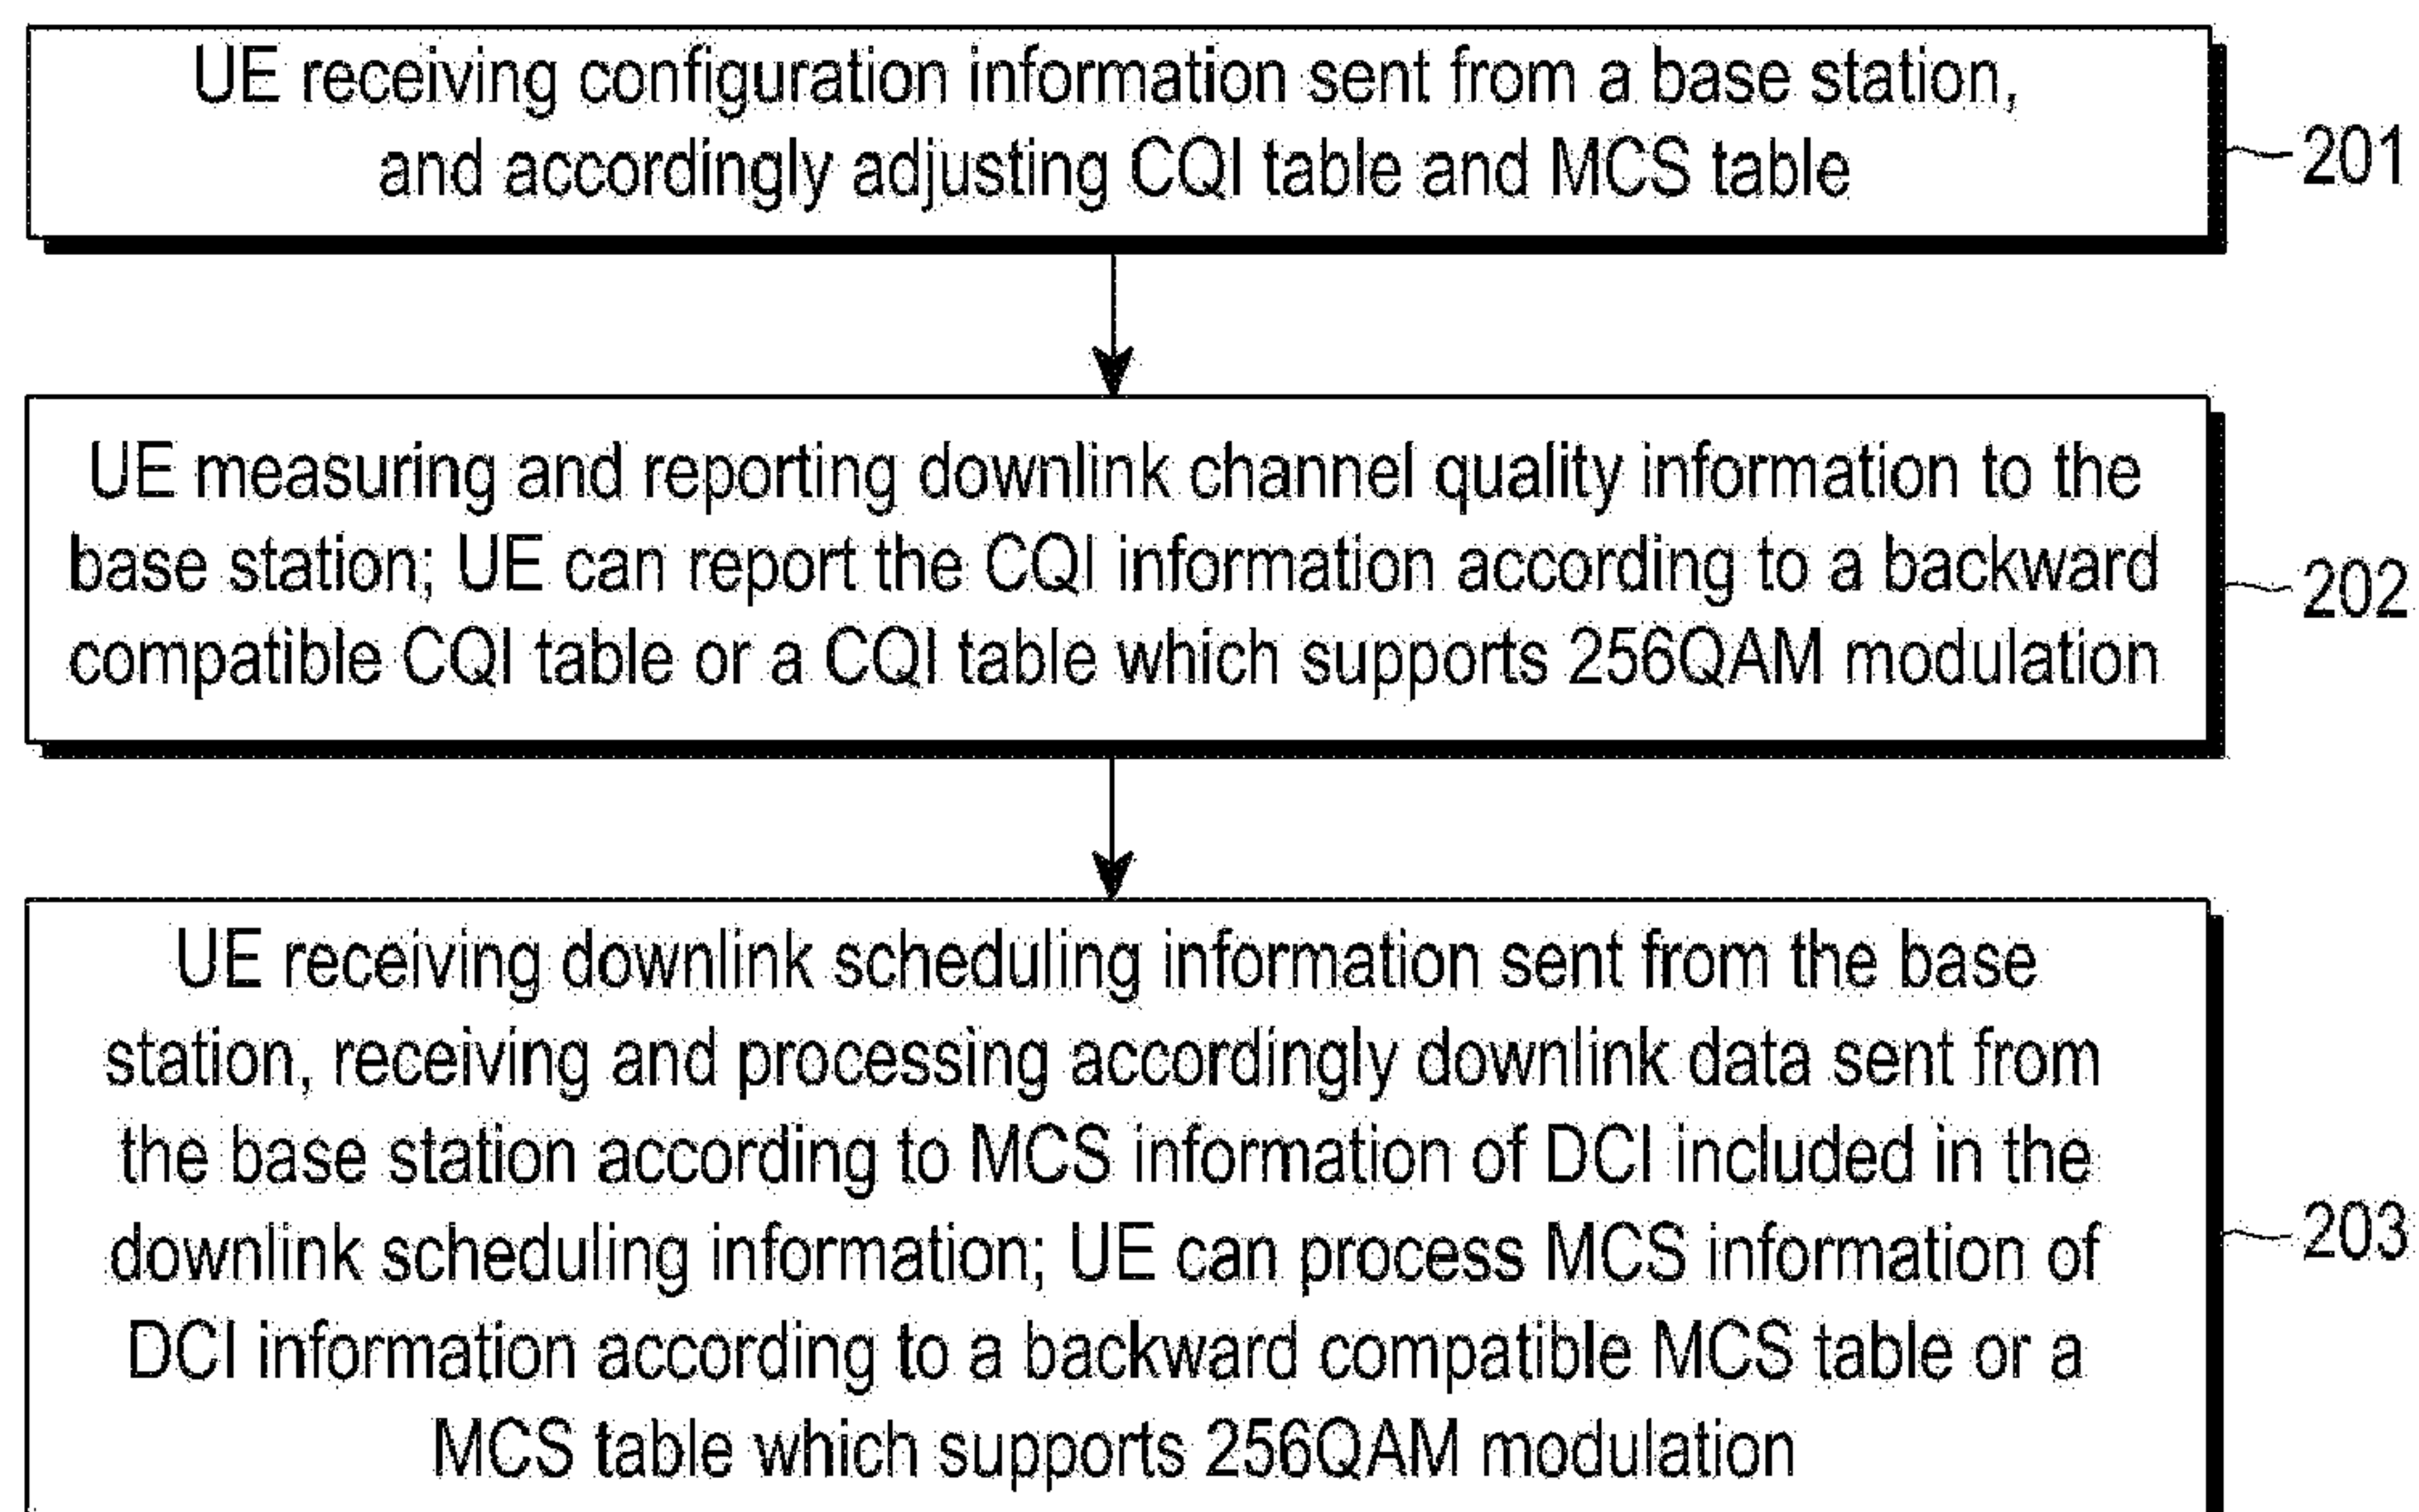 UE receiving configuration information sent from a base station,
and accordingly adjusting CQI table and MCS table
201
UE measuring and reporting downlink channel quality information to the
base station; UE can report the CQI information according to a backward
compatible CQI table or a CQI table which supports 256QAM modulation
202
UE receiving downlink scheduling information sent from the base
station, receiving and processing accordingly downlink data sent from
the base station according to MCS information of DCI included in the
downlink scheduling information; UE can process MCS information of
DCI information according to a backward compatible MCS table or a
MCS table which supports 256QAM modulation
203